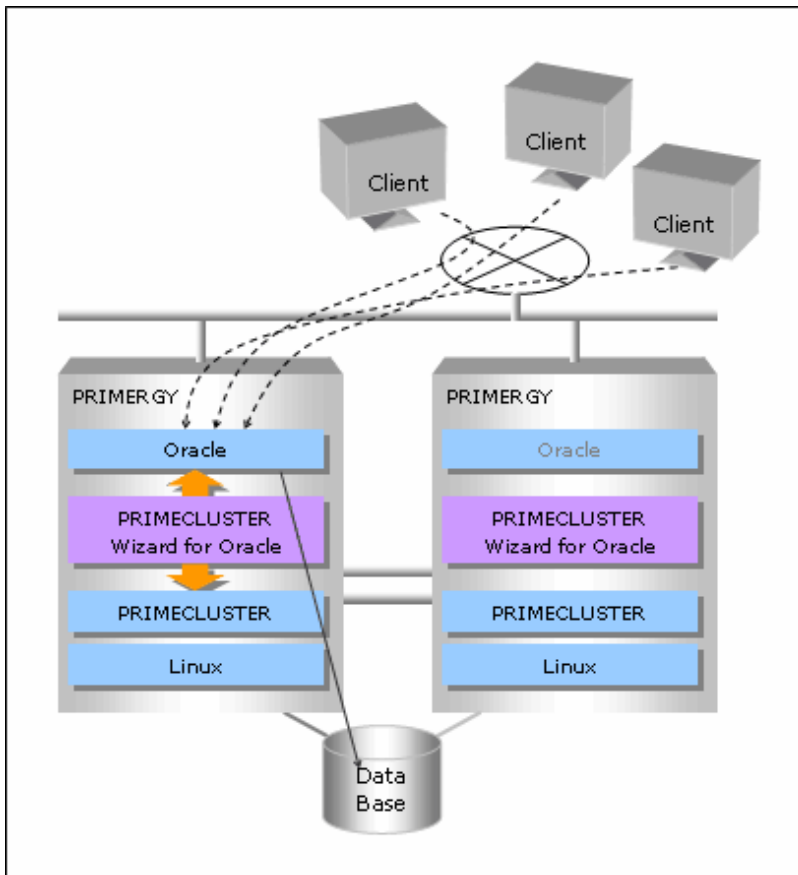 Client
Client
Client
PRIMERGY
Oracle
PRIMECLUSTER
Wizard for Oracle
PRIMECLUSTER
Linux
PRIMERGY
Oracle
PRIMECLUSTER
Wizard for Oracle
PRIMECLUSTER
Linux
Data
Base